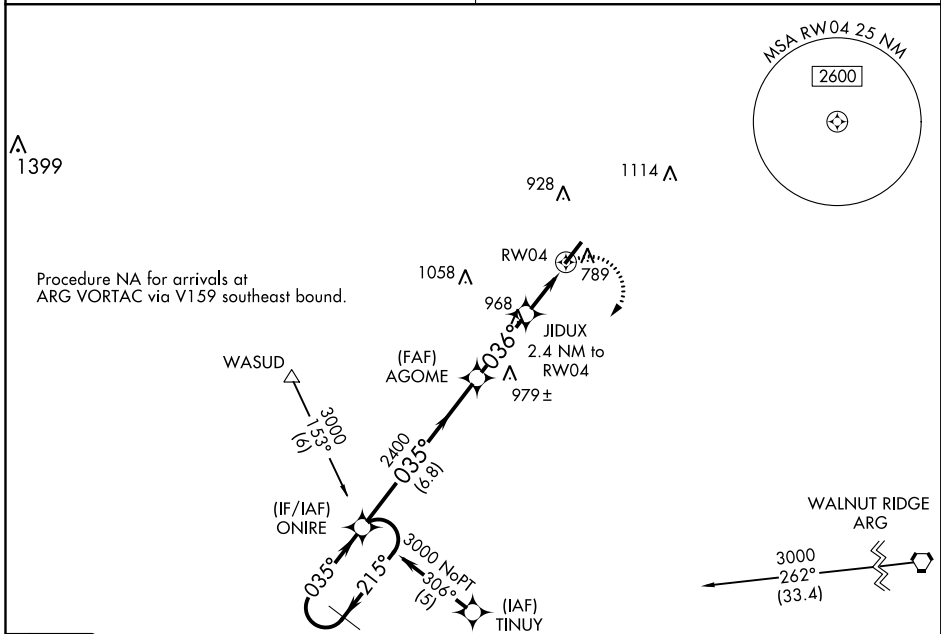 MSA RW04 25 NM
2600
1399
928
1114
Procedure NA for arrivals at
ARG VORTAC via V159 southeast bound.
RW04
789
1058
968
JIDUX
2.4 NM to
RW04
036°
(FAF)
AGOME
979±
WASUD
3000
153°
(6)
2400
035°
(6.8)
(IF/IAF)
ONIRE
035°
215°
3000 NoPT
306°
(5)
(IAF)
TINUY
WALNUT RIDGE
ARG
3000
262°
(33.4)